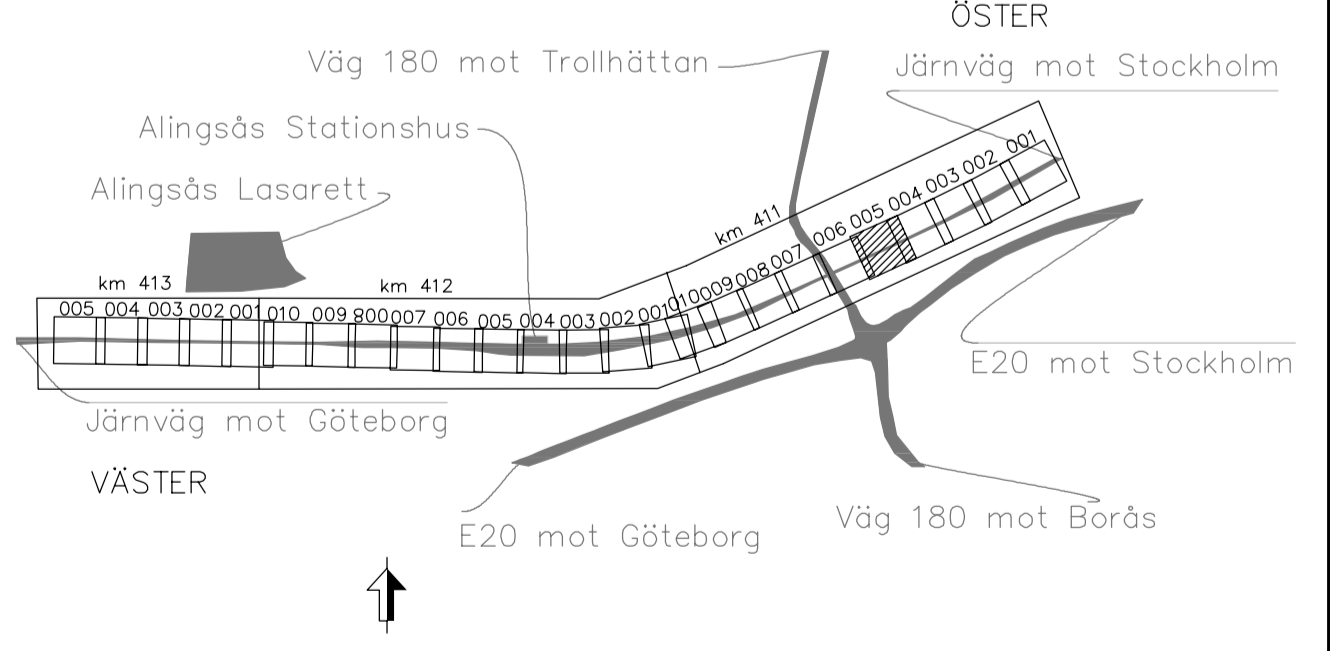 ÖSTER
Väg 180 mot Trollhättan
Järnväg mot Stockholm
Alingsås Stationshus
Alingsås Lasarett
km 411
006 005 004 003 002 001
010 009 008 007
km 413
km 412
005 004 003 002 001 010 009 800 007 006 005 004 003 002 001
E20 mot Stockholm
Järnväg mot Göteborg
VÄSTER
Väg 180 mot Borås
E20 mot Göteborg